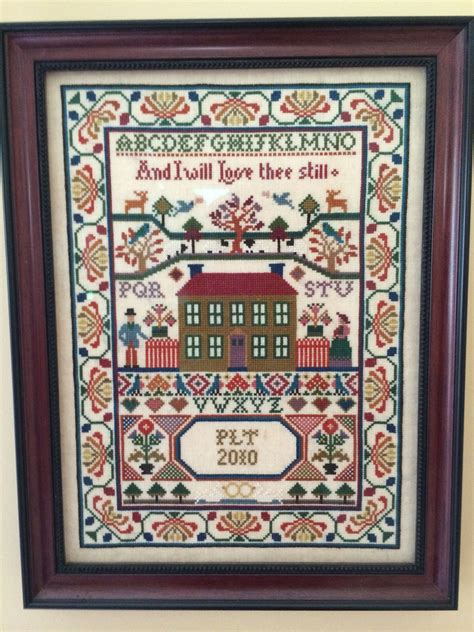 ABCDEFGHIJKLMNO
And I will Love thee still
PQR STU
VWXYZ
PLT
2010